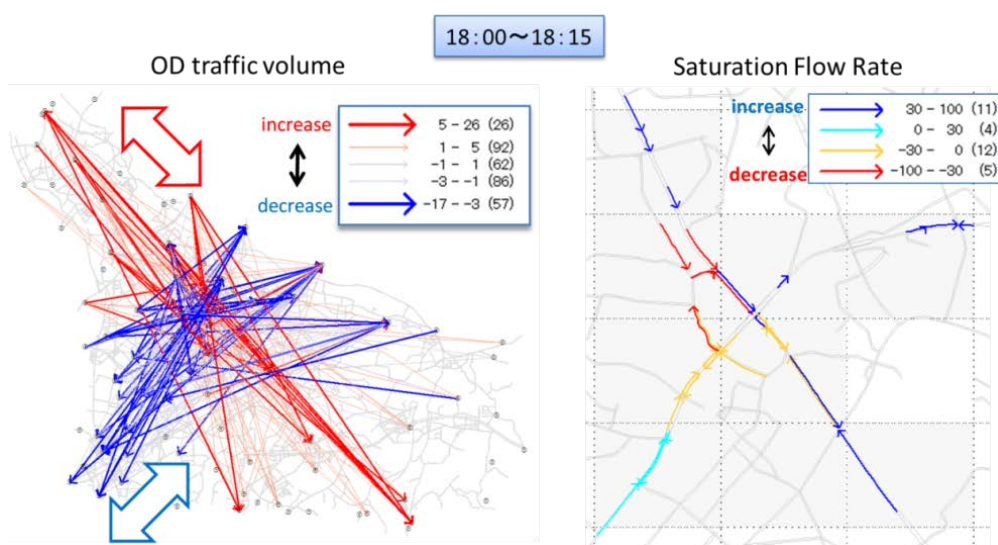 18:00～18:15
OD traffic volume
Saturation Flow Rate
increase
decrease
5 - 26 (26)
1 - 5 (92)
-1 - 1 (62)
-3 - -1 (86)
-17 - -3 (57)
increase
decrease
30 - 100 (11)
0 - 30 (4)
-30 - 0 (12)
-100 - -30 (5)